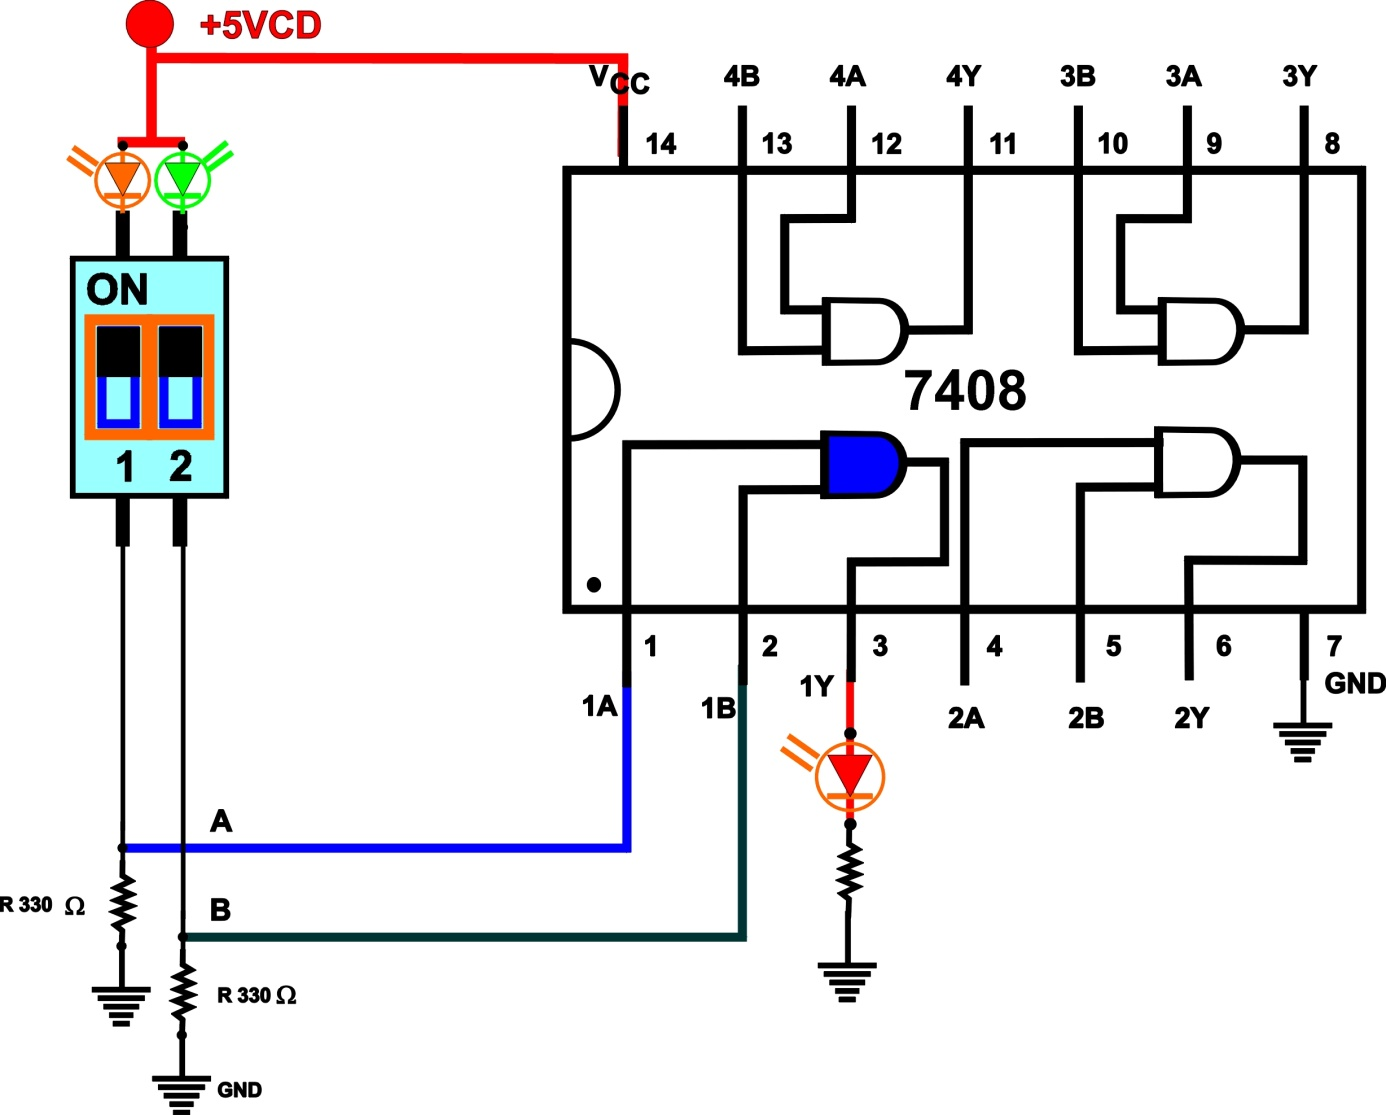 +5VCD
VCC 4B 4A 4Y 3B 3A 3Y
14 13 12 11 10 9 8
ON
1 2
7408
1 2 3 4 5 6 7
1A 1B 1Y 2A 2B 2Y GND
A
R 330 Ω
B
R 330 Ω
GND